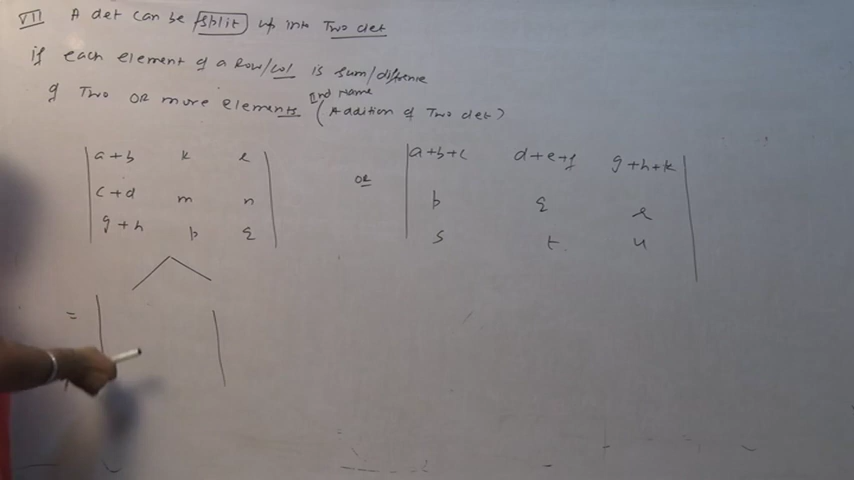 VII A det can be split up into Two det
if each element of a Row/Col is sum/difference
of Two OR more elements IInd Name (Addition of Two det)
a+b k l
c+d m n
g+h p q
OR
a+b+c d+e+f g+h+k
p q r
s t u
=